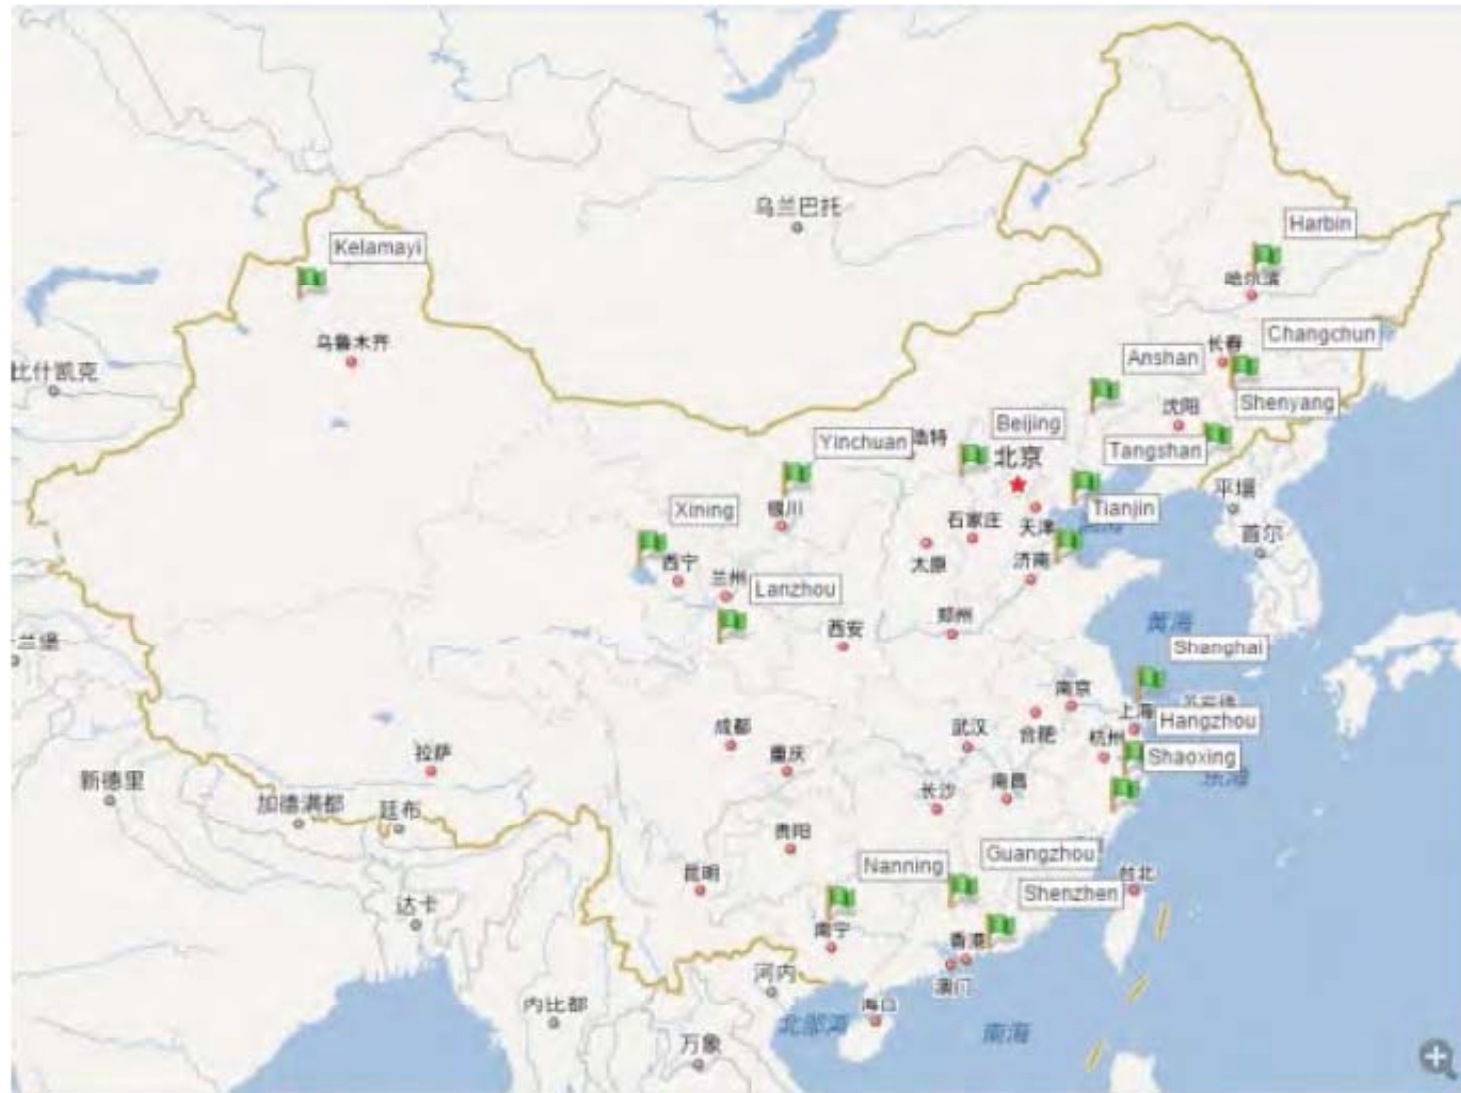 乌兰巴托
Harbin
Kelamayi
哈尔滨
Changchun
乌鲁木齐
长春
Anshan
比什凯克
Shenyang
沈阳
Beijing
Yinchuan
浩特
Tangshan
北京
平壤
Xining
银川
Tianjin
石家庄
天津
首尔
太原
济南
西宁
兰州
Lanzhou
郑州
西安
黄海
兰堡
Shanghai
南京
上海
Hangzhou
成都
武汉
合肥
杭州
拉萨
重庆
Shaoxing
东海
新德里
南昌
长沙
加德满都
廷布
贵阳
Guangzhou
Nanning
昆明
台北
Shenzhen
达卡
南宁
香港
河内
澳门
内比都
海口
北部湾
南海
万象